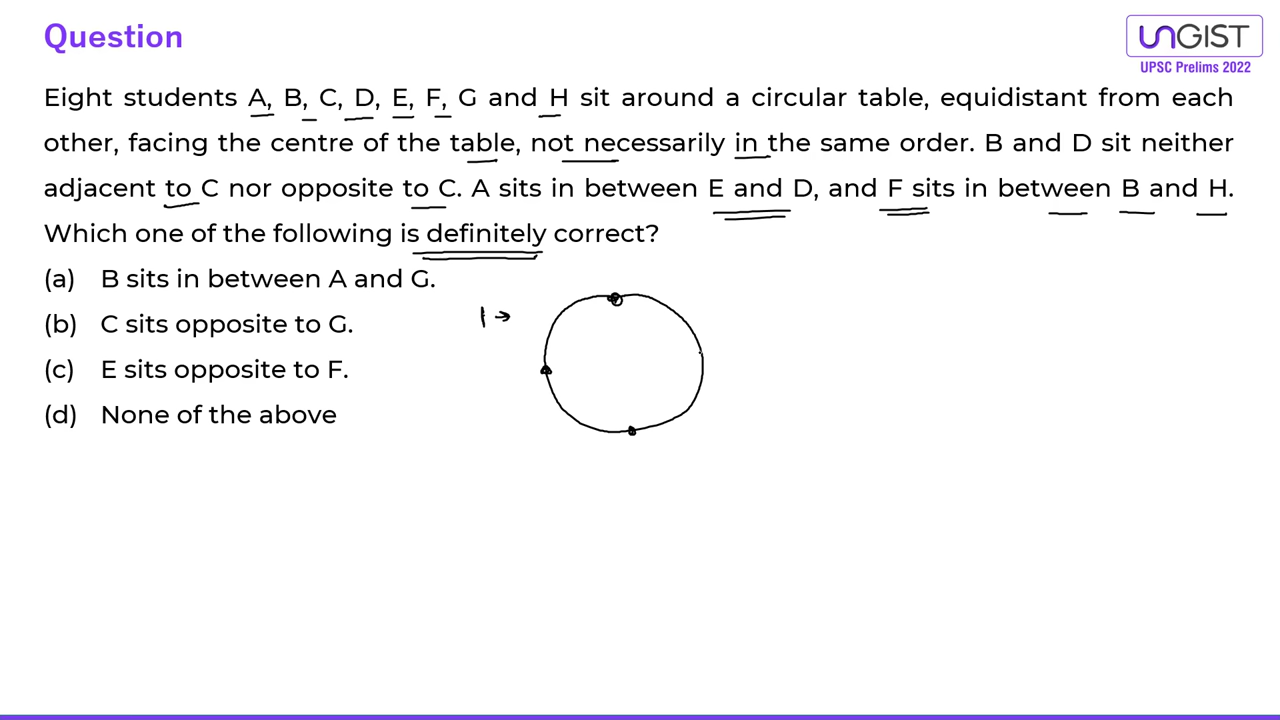 Question
UNGIST
UPSC Prelims 2022
Eight students A, B, C, D, E, F, G and H sit around a circular table, equidistant from each
other, facing the centre of the table, not necessarily in the same order. B and D sit neither
adjacent to C nor opposite to C. A sits in between E and D, and F sits in between B and H.
Which one of the following is definitely correct?
(a) B sits in between A and G.
(b) C sits opposite to G.
(c) E sits opposite to F.
(d) None of the above
1 →